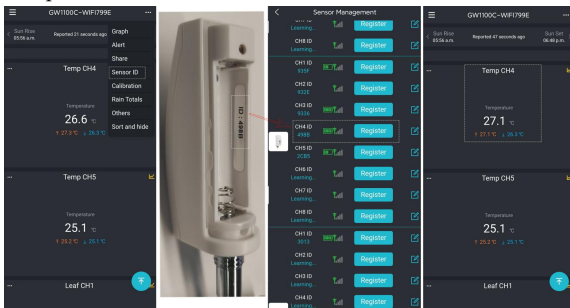 GW1100C-WIFI799E
Sun Rise
05:56 a.m.
Reported 21 seconds ago
Graph
Alert
Share
Sensor ID
Calibration
Rain Totals
Others
Sort and hide
Temp CH4
Temperature
26.6 ℃
↑ 27.3 ℃ ↓ 26.3 ℃
Temp CH5
Temperature
25.1 ℃
↑ 25.2 ℃ ↓ 25.1 ℃
Leaf CH1
ID: 498B
Sensor Management
Learning...
Register
CH8 ID
Learning...
Register
CH1 ID
935F
Register
CH2 ID
932E
Register
CH3 ID
9336
Register
CH4 ID
498B
Register
CH5 ID
2CB5
Register
CH6 ID
Learning...
Register
CH7 ID
Learning...
Register
CH8 ID
Learning...
Register
CH1 ID
3013
Register
CH2 ID
Learning...
Register
CH3 ID
Learning...
Register
CH4 ID
Learning...
Register
GW1100C-WIFI799E
Sun Rise
05:56 a.m.
Reported 47 seconds ago
Sun Set
06:48 p.m.
Temp CH4
Temperature
27.1 ℃
↑ 27.1 ℃ ↓ 26.3 ℃
Temp CH5
Temperature
25.1 ℃
↑ 25.2 ℃ ↓ 25.1 ℃
Leaf CH1